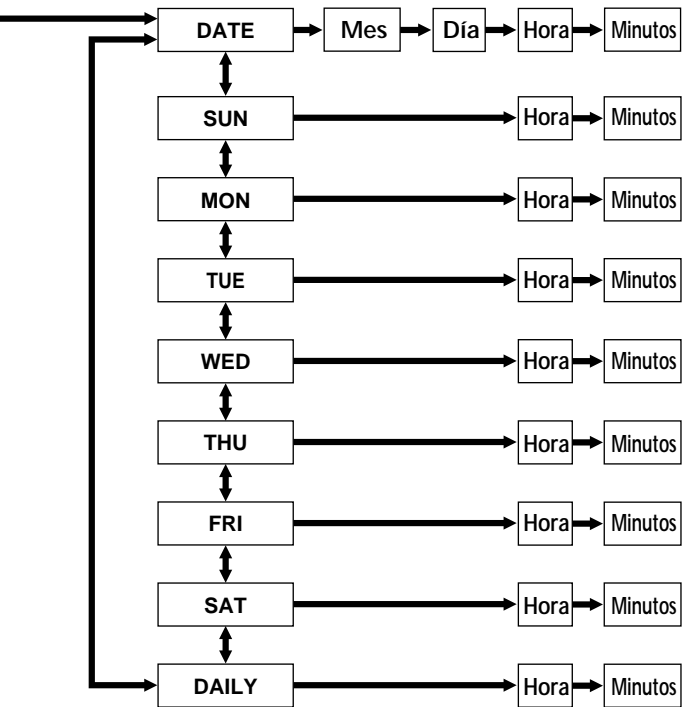 DATE Mes Día Hora Minutos
SUN Hora Minutos
MON Hora Minutos
TUE Hora Minutos
WED Hora Minutos
THU Hora Minutos
FRI Hora Minutos
SAT Hora Minutos
DAILY Hora Minutos